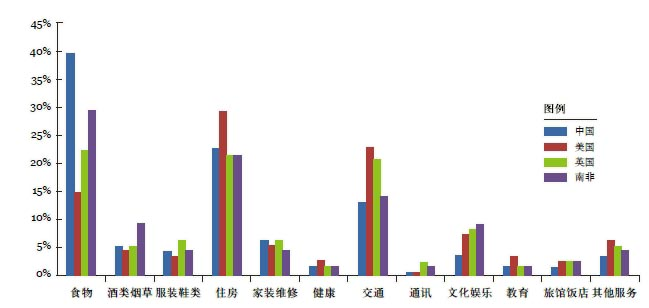 45%
40%
35%
30%
25%
20%
15%
10%
5%
0%
图例
中国
美国
英国
南非
食物 酒类烟草 服装鞋类 住房 家装维修 健康 交通 通讯 文化娱乐 教育 旅馆饭店 其他服务